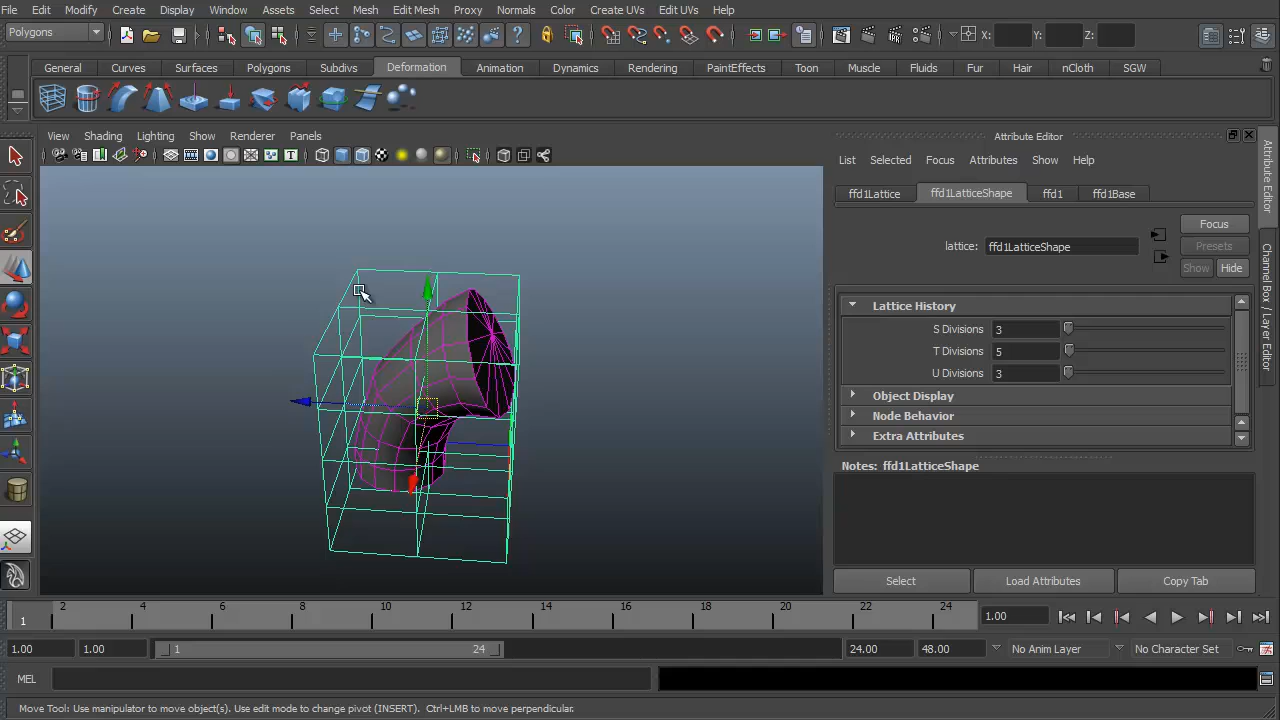 File Edit Modify Create Display Window Assets Select Mesh Edit Mesh Proxy Normals Color Create UVs Edit UVs Muscle Help
Polygons X: Y: Z:
General Curves Surfaces Polygons Subdivs Deformation Animation Dynamics Rendering PaintEffects Toon Muscle Fluids Fur Hair nCloth SGW
View Shading Lighting Show Renderer Panels
Attribute Editor
List Selected Focus Attributes Show Help
ffd1Lattice ffd1LatticeShape ffd1 ffd1Base
Focus
lattice: ffd1LatticeShape
Presets
Show Hide
Lattice History
S Divisions 3
T Divisions 5
U Divisions 3
Object Display
Node Behavior
Extra Attributes
Notes: ffd1LatticeShape
Select Load Attributes Copy Tab
Attribute Editor
Channel Box / Layer Editor
1 2 4 6 8 10 12 14 16 18 20 22 24 1.00
1.00 1.00 1 24 24.00 48.00 No Anim Layer No Character Set
MEL
Move Tool: Use manipulator to move object(s). Use edit mode to change pivot (INSERT). Ctrl+LMB to move perpendicular.